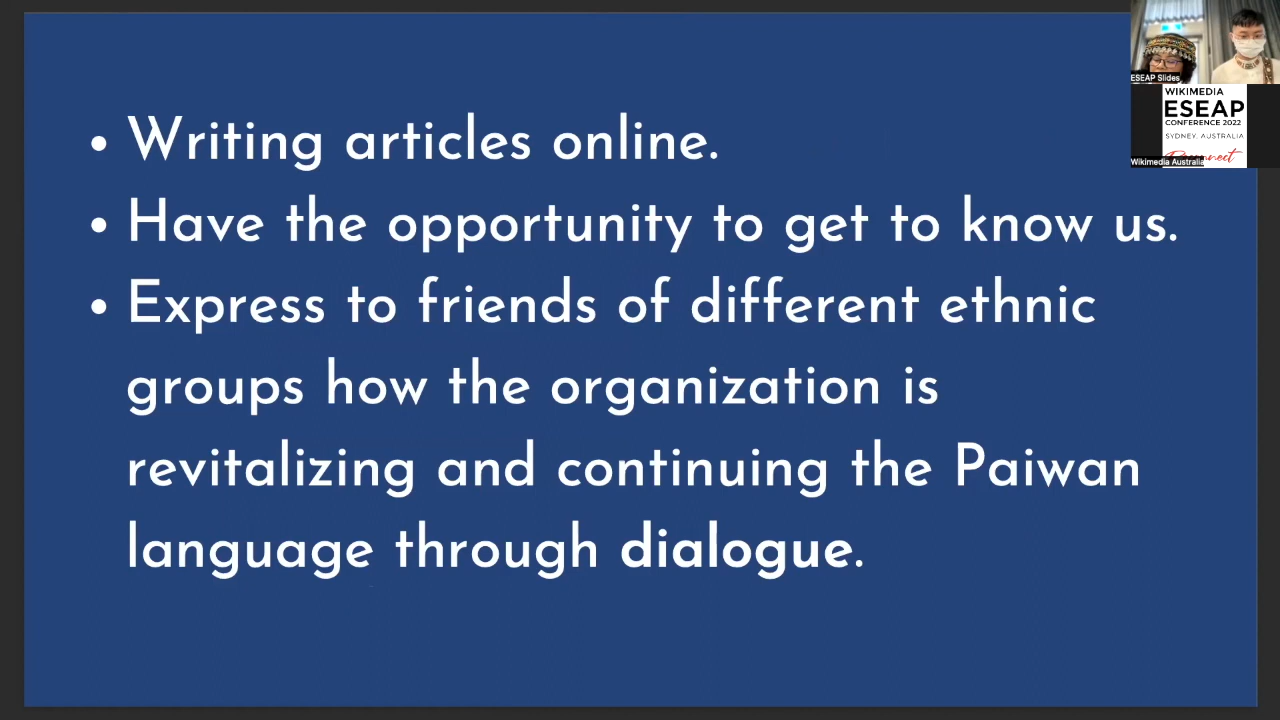 • Writing articles online.
• Have the opportunity to get to know us.
• Express to friends of different ethnic
groups how the organization is
revitalizing and continuing the Paiwan
language through dialogue.
ESEAP Slides
WIKIMEDIA
ESEAP
CONFERENCE 2022
SYDNEY, AUSTRALIA
Wikimedia Australia